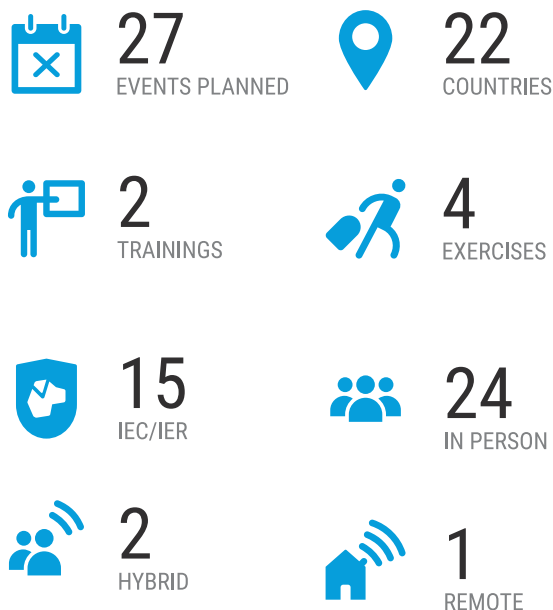 27
EVENTS PLANNED
22
COUNTRIES
2
TRAININGS
4
EXERCISES
15
IEC/IER
24
IN PERSON
2
HYBRID
1
REMOTE